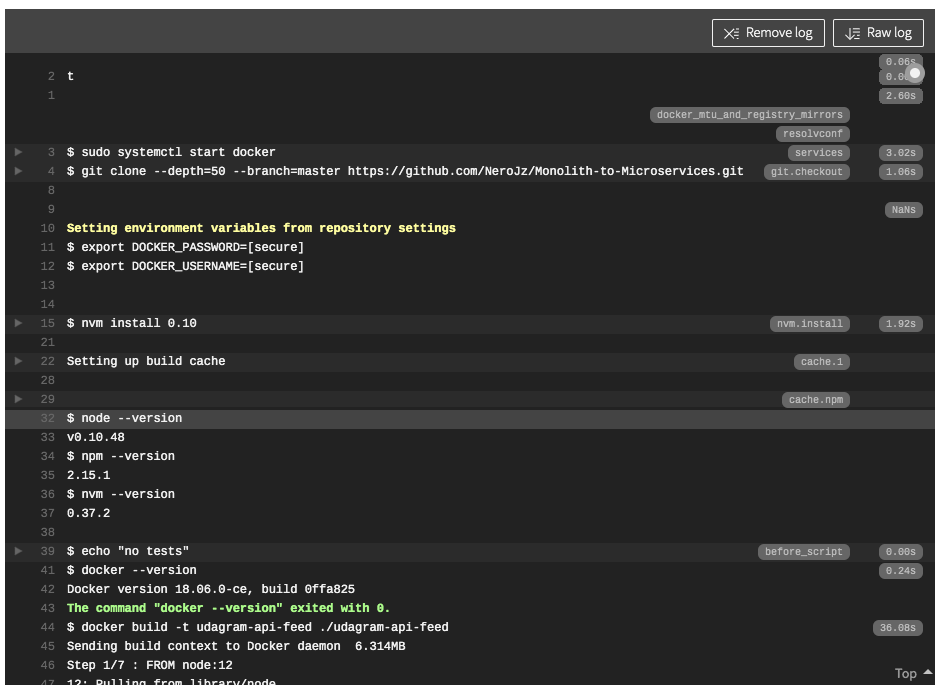 Remove log Raw log
0.06s
2 t
1 2.60s
docker_mtu_and_registry_mirrors
resolvconf
3 $ sudo systemctl start docker services 3.02s
4 $ git clone --depth=50 --branch=master https://github.com/NeroJz/Monolith-to-Microservices.git git.checkout 1.06s
8
9 NaNs
10 Setting environment variables from repository settings
11 $ export DOCKER_PASSWORD=[secure]
12 $ export DOCKER_USERNAME=[secure]
13
14
15 $ nvm install 0.10 nvm.install 1.92s
21
22 Setting up build cache cache.1
28
29 cache.npm
32 $ node --version
33 v0.10.48
34 $ npm --version
35 2.15.1
36 $ nvm --version
37 0.37.2
38
39 $ echo "no tests" before_script 0.00s
41 $ docker --version 0.24s
42 Docker version 18.06.0-ce, build 0ffa825
43 The command "docker --version" exited with 0.
44 $ docker build -t udagram-api-feed ./udagram-api-feed 36.08s
45 Sending build context to Docker daemon 6.314MB
46 Step 1/7 : FROM node:12
47 12: Pulling from library/node
Top